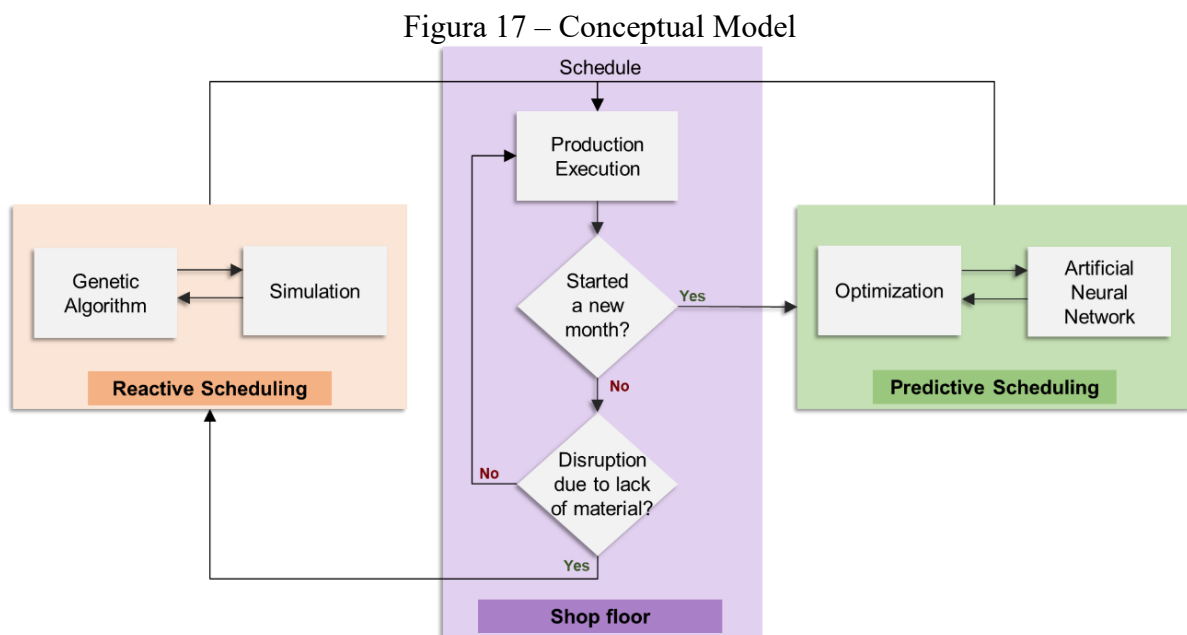 Figura 17 – Conceptual Model
Schedule
Production
Execution
Genetic
Algorithm
Simulation
Reactive Scheduling
Started
a new
month?
Yes
No
Optimization
Artificial
Neural
Network
Predictive Scheduling
Disruption
due to lack
of material?
No
Yes
Shop floor